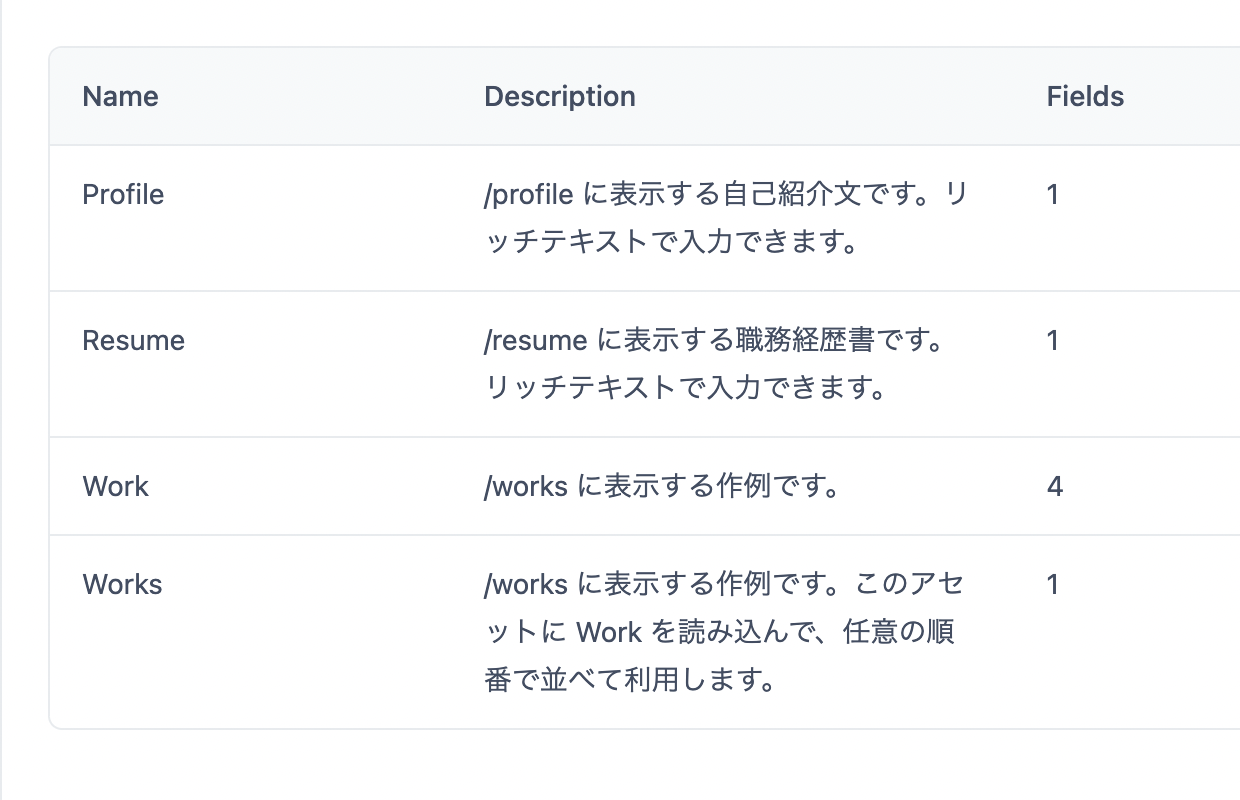 Name Description Fields
Profile /profile に表示する自己紹介文です。リ 1
ッチテキストで入力できます。
Resume /resume に表示する職務経歴書です。 1
リッチテキストで入力できます。
Work /works に表示する作例です。 4
Works /works に表示する作例です。このアセ 1
ットに Work を読み込んで、任意の順
番で並べて利用します。